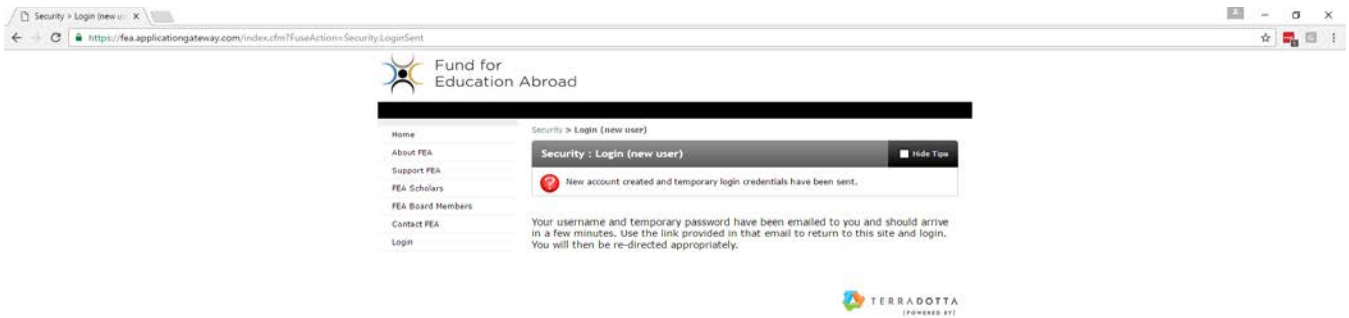 Security > Login (new u
https://fea.applicationgateway.com/index.cfm?FuseAction=Security.LoginSent
Fund for
Education Abroad
Home
About FEA
Support FEA
FEA Scholars
FEA Board Members
Contact FEA
Login
Security > Login (new user)
Security : Login (new user)
Hide Tips
New account created and temporary login credentials have been sent.
Your username and temporary password have been emailed to you and should arrive
in a few minutes. Use the link provided in that email to return to this site and login.
You will then be re-directed appropriately.
TERRADOTTA
[POWERED BY]